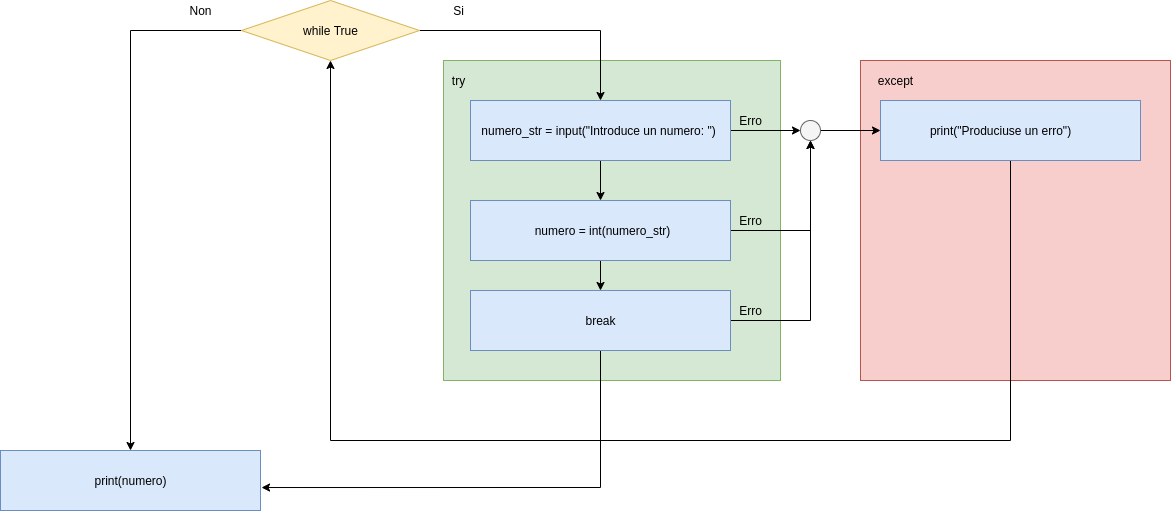 Non
while True
Si
try
except
numero_str = input("Introduce un numero: ")
Erro
print("Produciuse un erro")
numero = int(numero_str)
Erro
break
Erro
print(numero)